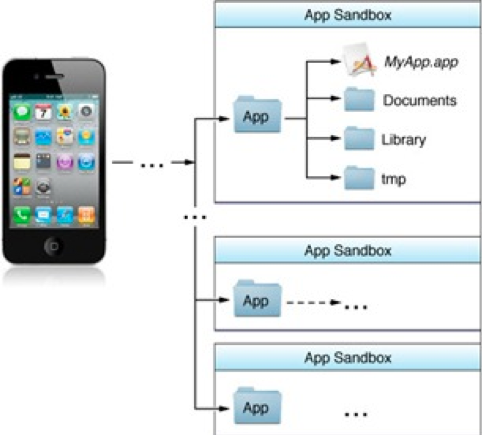 App Sandbox
App
MyApp.app
Documents
Library
tmp
...
...
App Sandbox
App
...
App Sandbox
App
...